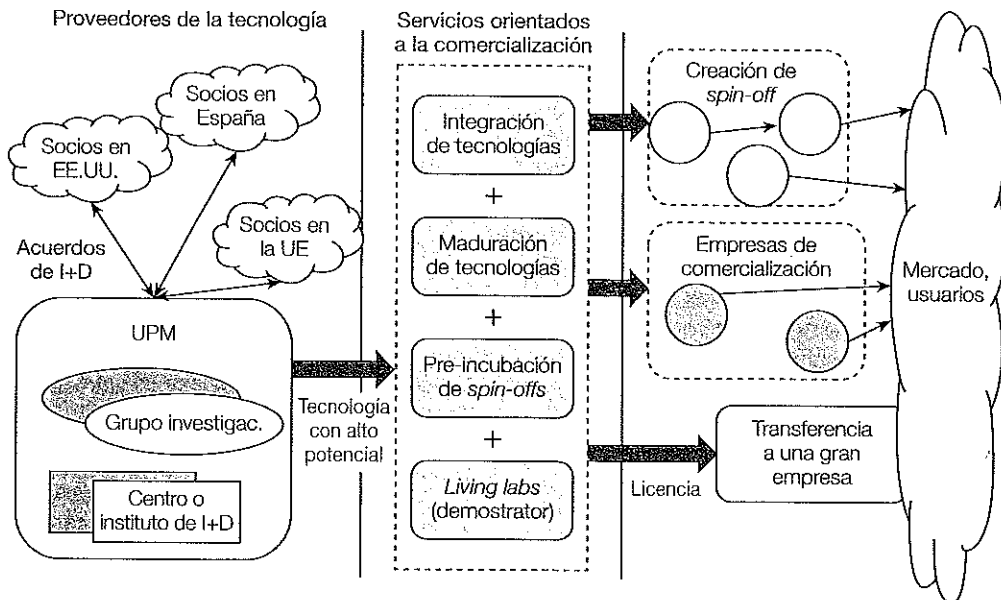 Proveedores de la tecnología
Socios en
España
Socios en
EE.UU.
Socios en
la UE
Acuerdos
de I+D
UPM
Grupo investigac.
Centro o
instituto de I+D
Tecnología
con alto
potencial
Servicios orientados
a la comercialización
Integración
de tecnologías
+
Maduración
de tecnologías
+
Pre-incubación
de spin-offs
+
Living labs
(demostrator)
Licencia
Creación de
spin-off
Empresas de
comercialización
Transferencia
a una gran
empresa
Mercado,
usuarios